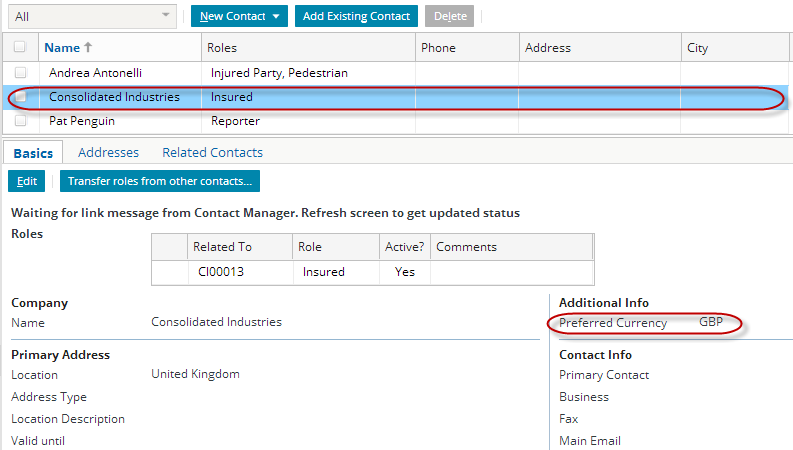 All New Contact Add Existing Contact Delete
Name Roles Phone Address City
Andrea Antonelli Injured Party, Pedestrian
Consolidated Industries Insured
Pat Penguin Reporter
Basics Addresses Related Contacts
Edit Transfer roles from other contacts...
Waiting for link message from Contact Manager. Refresh screen to get updated status
Roles
Related To Role Active? Comments
CI00013 Insured Yes
Company Additional Info
Name Consolidated Industries Preferred Currency GBP
Primary Address Contact Info
Location United Kingdom Primary Contact
Address Type Business
Location Description Fax
Valid until Main Email